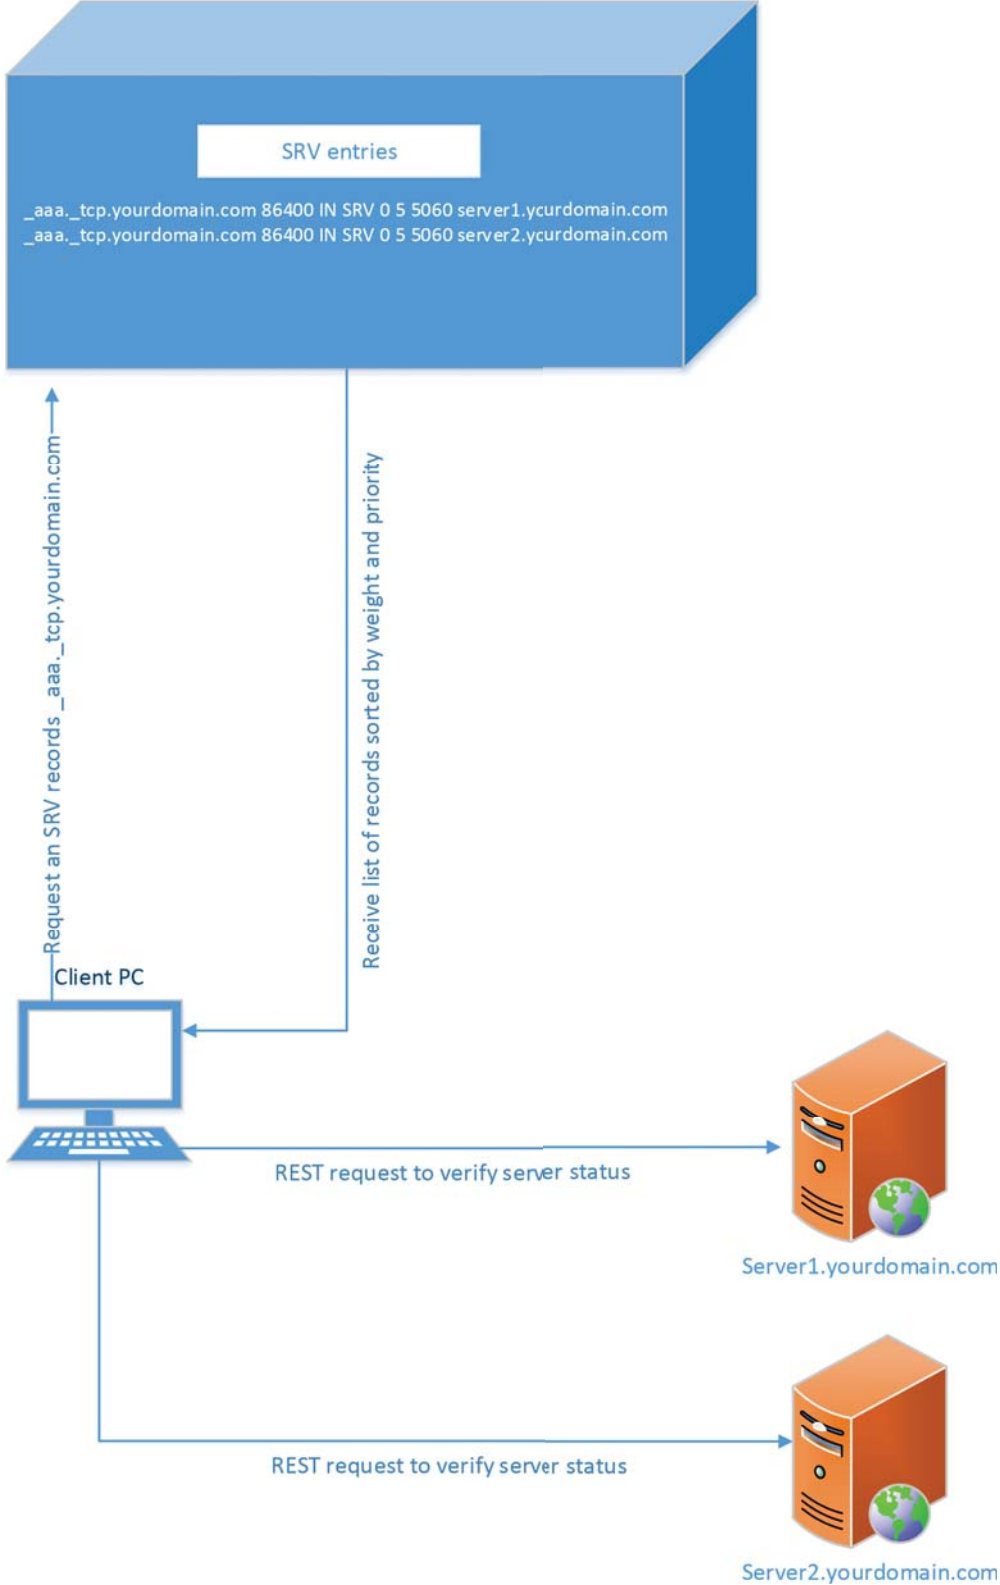 SRV entries
_aaa._tcp.yourdomain.com 86400 IN SRV 0 5 5060 server1.ycurdomain.com
_aaa._tcp.yourdomain.com 86400 IN SRV 0 5 5060 server2.ycurdomain.com
Request an SRV records _aaa._tcp.yourdomain.com
Receive list of records sorted by weight and priority
Client PC
REST request to verify server status
Server1.yourdomain.com
REST request to verify server status
Server2.yourdomain.com